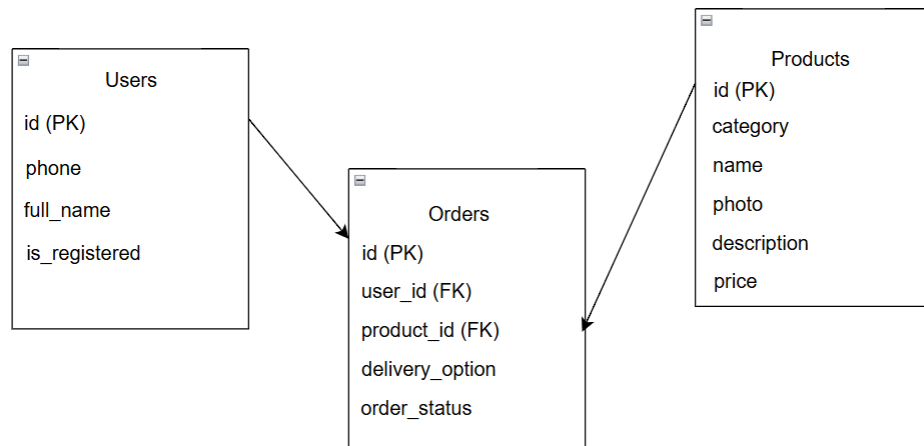 Users
id (PK)
phone
full_name
is_registered
Orders
id (PK)
user_id (FK)
product_id (FK)
delivery_option
order_status
Products
id (PK)
category
name
photo
description
price